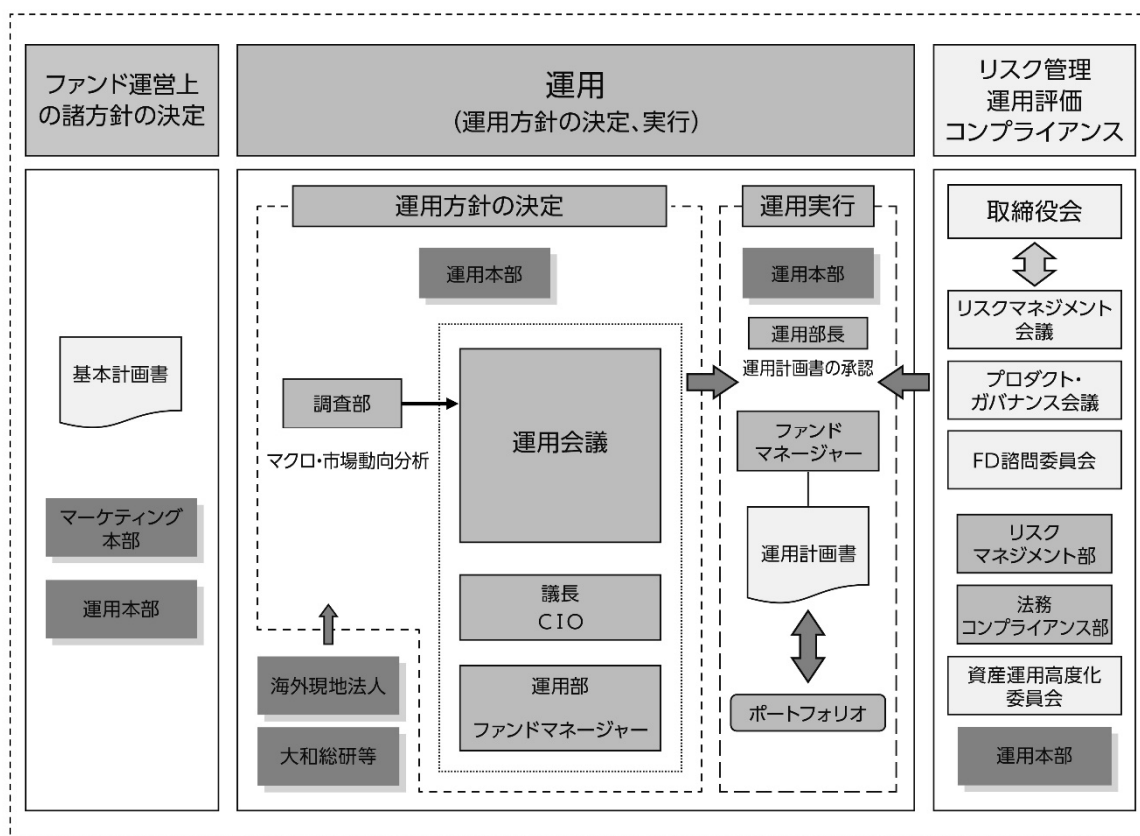 ファンド運営上
の諸方針の決定
運用
(運用方針の決定、実行)
リスク管理
運用評価
コンプライアンス
基本計画書
マーケティング
本部
運用本部
運用方針の決定
運用本部
調査部
マクロ・市場動向分析
運用会議
議長
CIO
運用部
ファンドマネージャー
海外現地法人
大和総研等
運用実行
運用本部
運用部長
運用計画書の承認
ファンド
マネージャー
運用計画書
ポートフォリオ
取締役会
リスクマネジメント
会議
プロダクト・
ガバナンス会議
FD諮問委員会
リスク
マネジメント部
法務
コンプライアンス部
資産運用高度化
委員会
運用本部